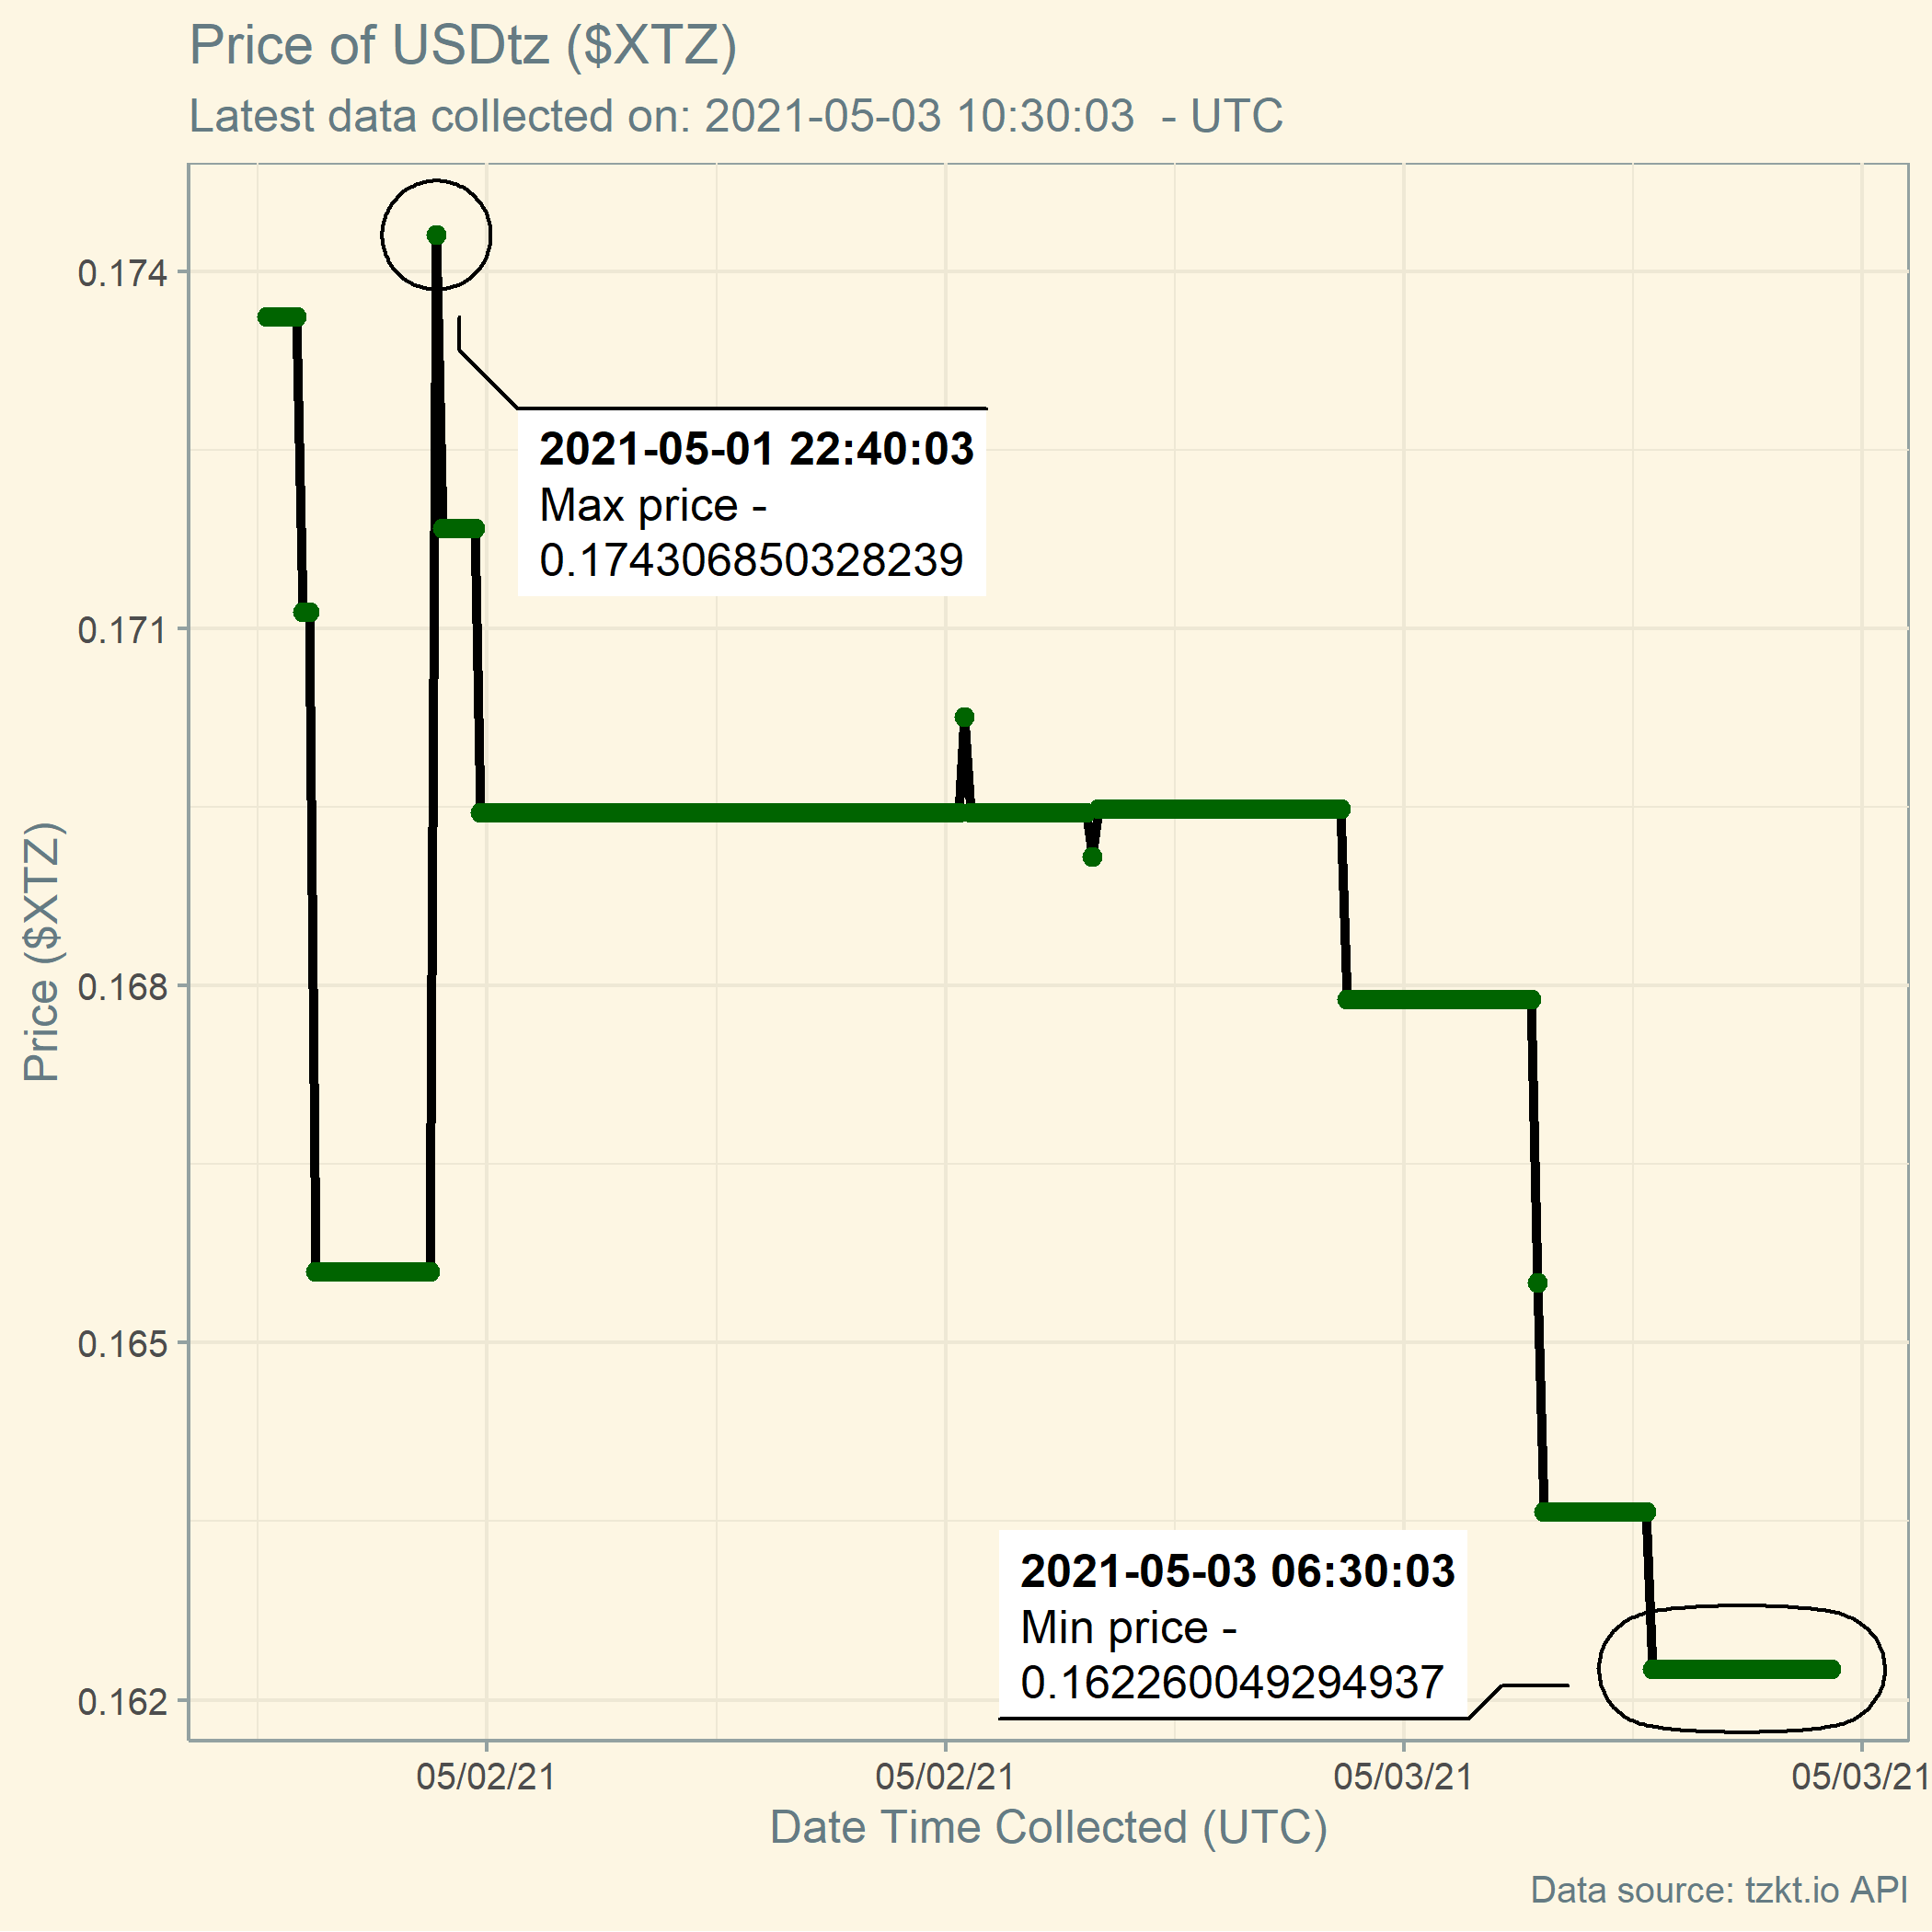 Price of USDtz ($XTZ)
Latest data collected on: 2021-05-03 10:30:03  - UTC
Price ($XTZ)
0.174
0.171
0.168
0.165
0.162
2021-05-01 22:40:03
Max price -
0.174306850328239
2021-05-03 06:30:03
Min price -
0.162260049294937
05/02/21 05/02/21 05/03/21 05/03/21
Date Time Collected (UTC)
Data source: tzkt.io API